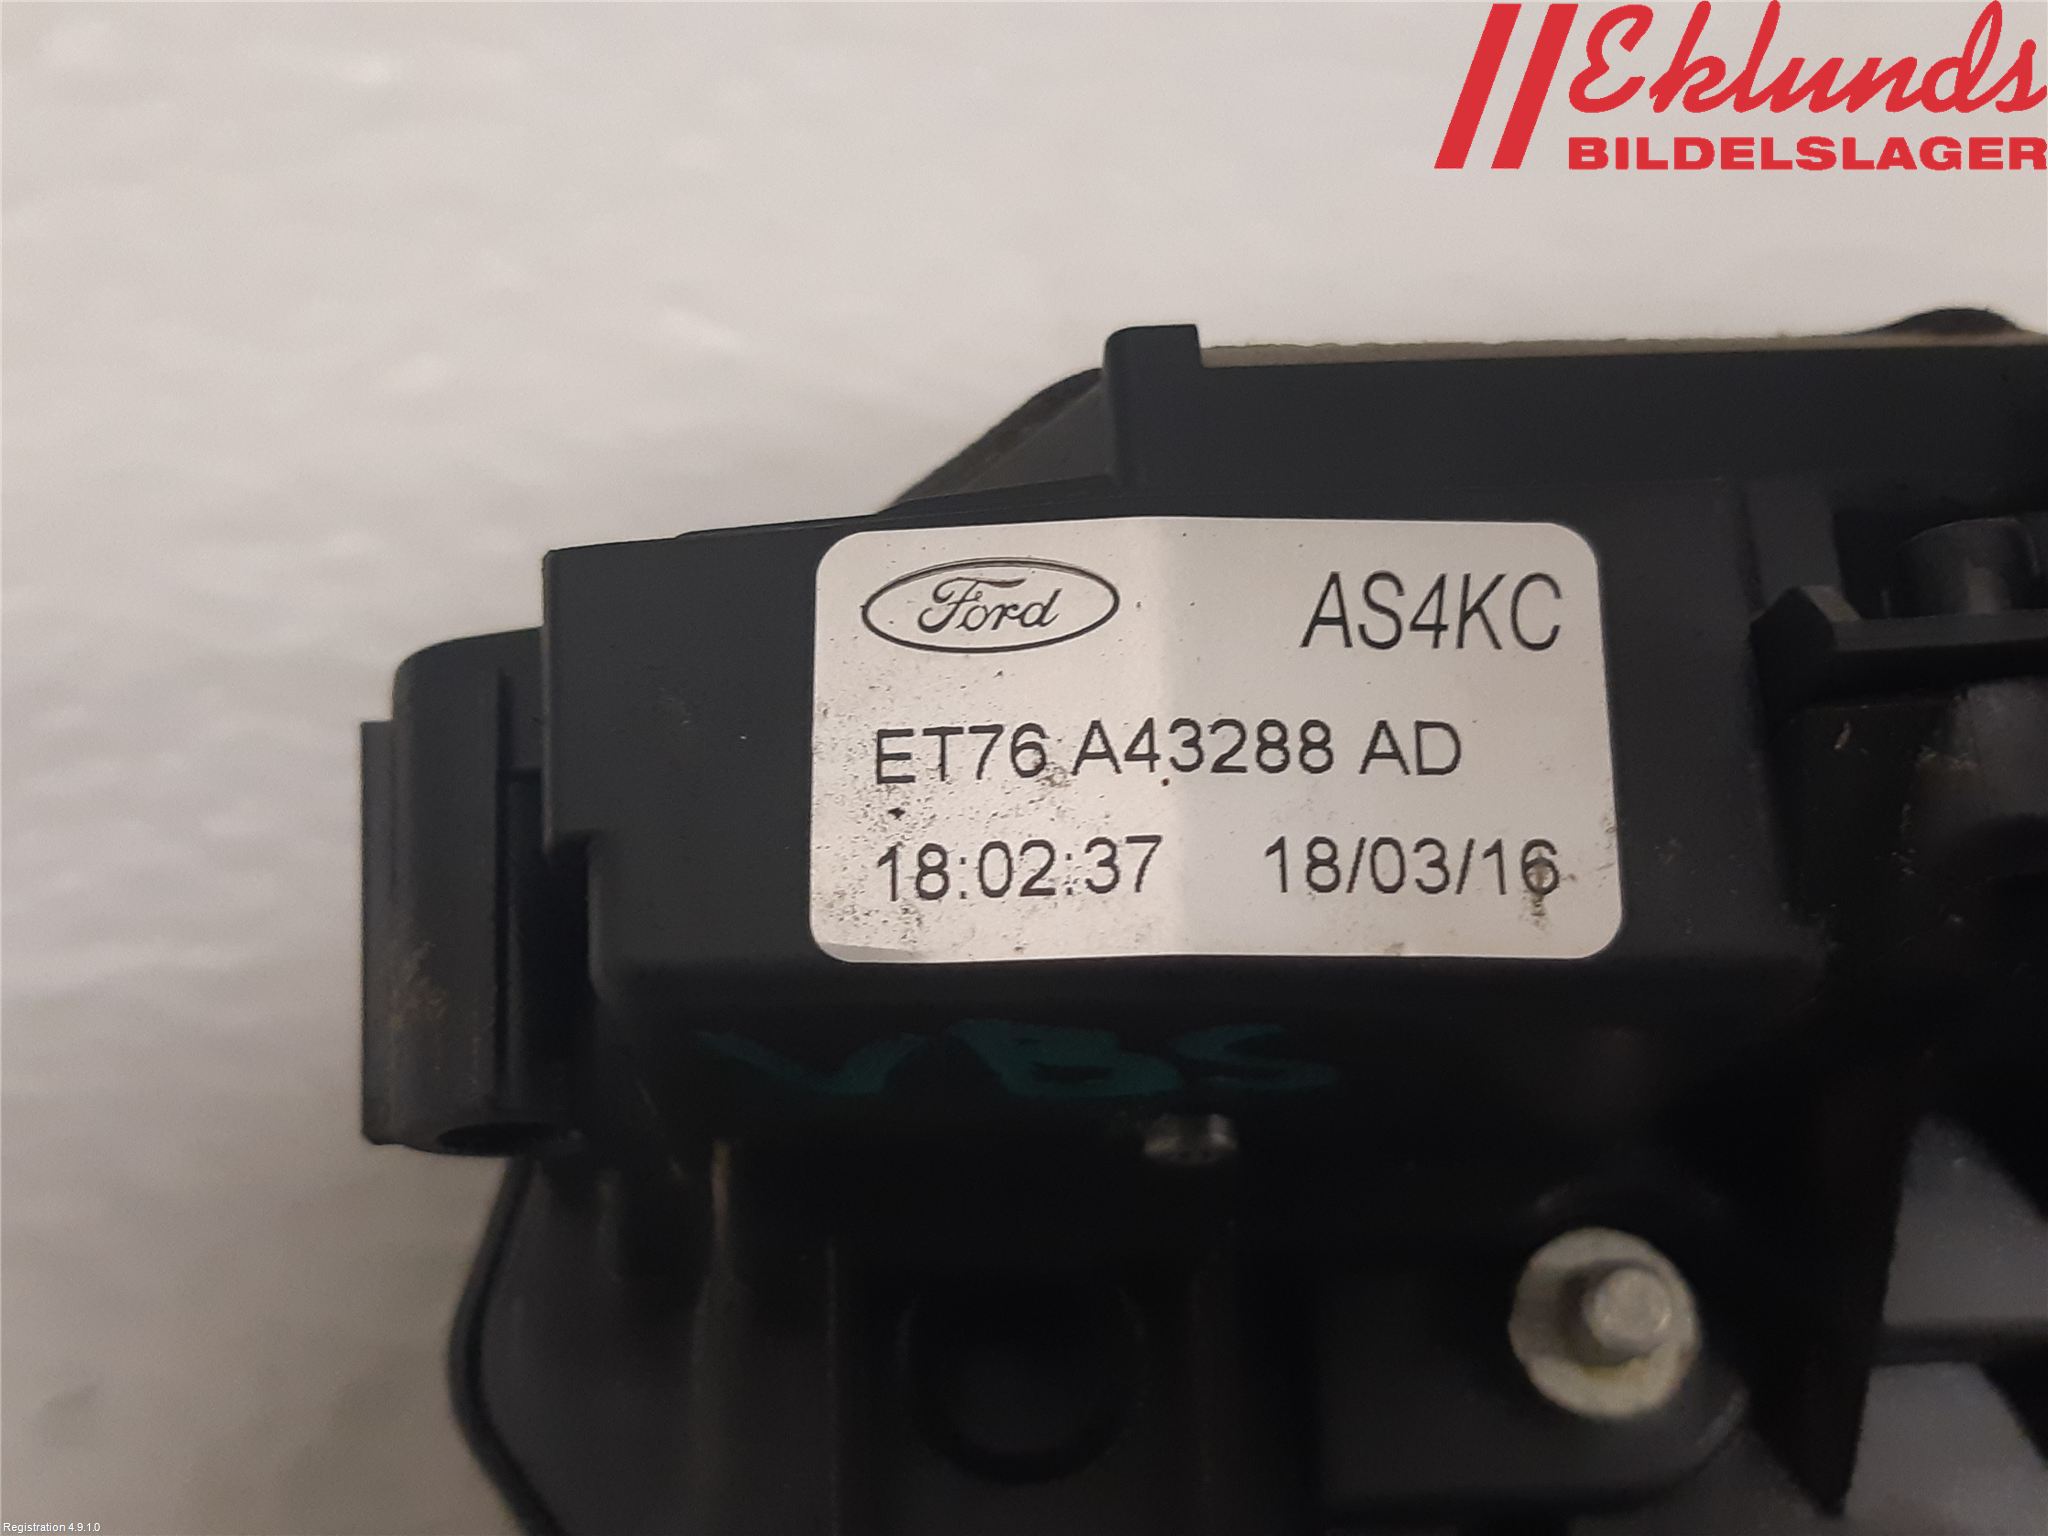 Eklunds
BILDELSLAGER
Ford AS4KC
ET76 A43288 AD
18:02:37 18/03/16
VBS
Registration 4.9.1.0